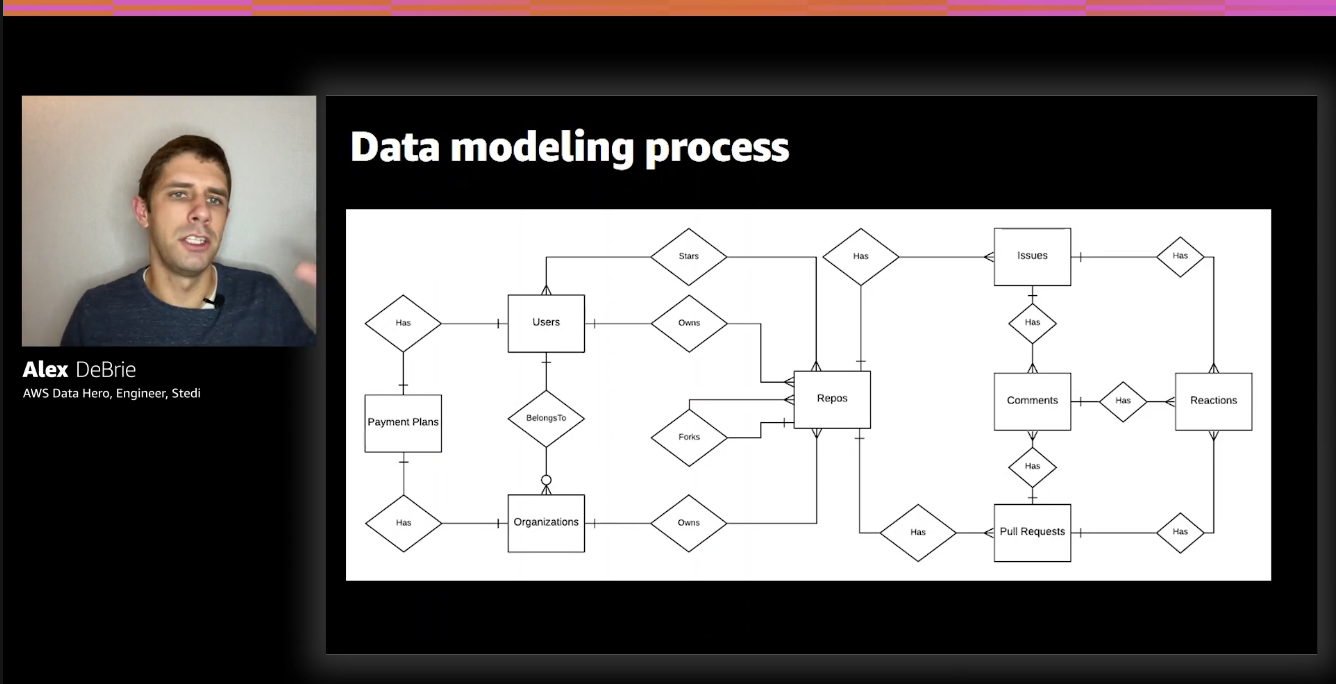 Data modeling process
Alex DeBrie
AWS Data Hero, Engineer, Stedi
Stars
Has
Issues
Has
Has
Users
Owns
Has
Payment Plans
BelongsTo
Forks
Repos
Comments
Has
Reactions
Has
Has
Organizations
Owns
Has
Pull Requests
Has